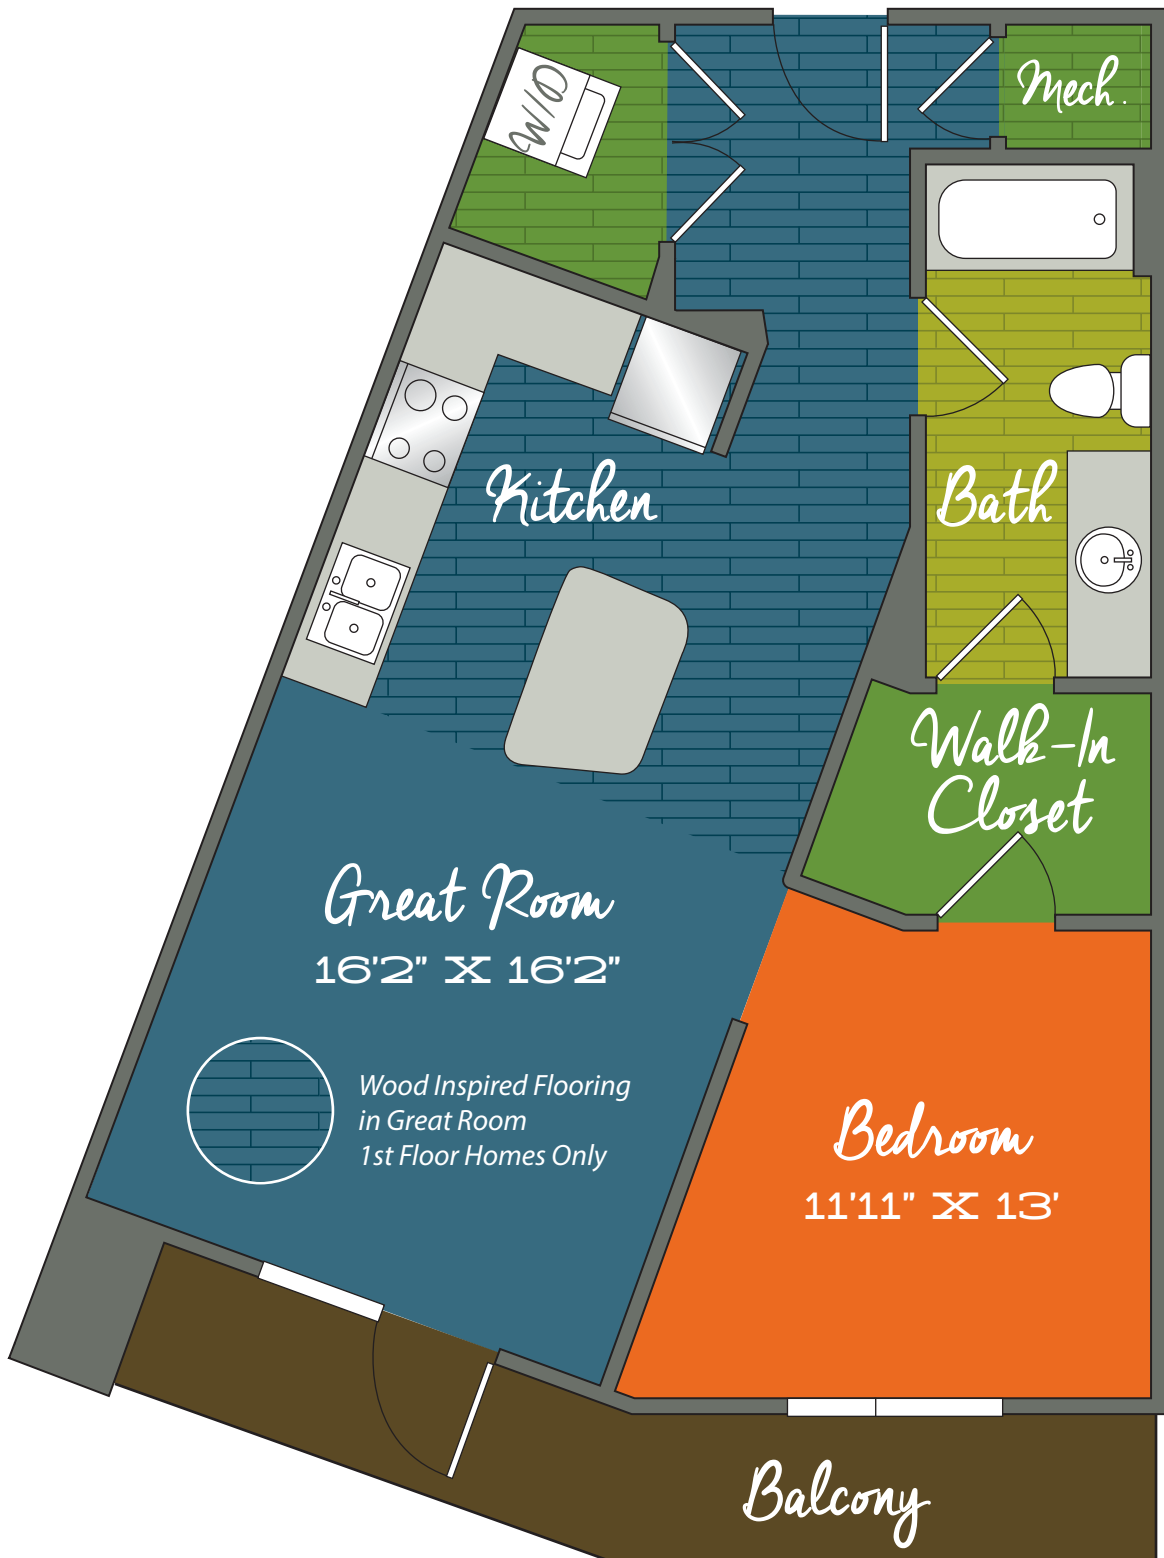 W/D
Mech.
Kitchen
Bath
Walk-In
Closet
Great Room
16'2" X 16'2"
Wood Inspired Flooring
in Great Room
1st Floor Homes Only
Bedroom
11'11" X 13'
Balcony